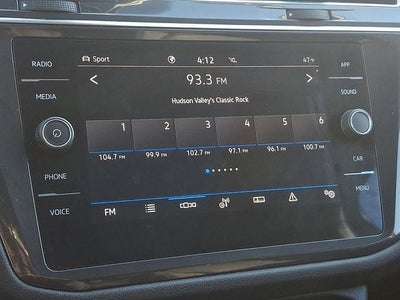 RADIO
MEDIA
PHONE
VOICE
Sport 4:12 47°F
93.3 FM
Hudson Valley's Classic Rock
1 2 3 4 5 6
104.7 FM 99.9 FM 102.7 FM 97.1 FM 96.1 FM 100.7 FM
FM
APP
SOUND
CAR
MENU